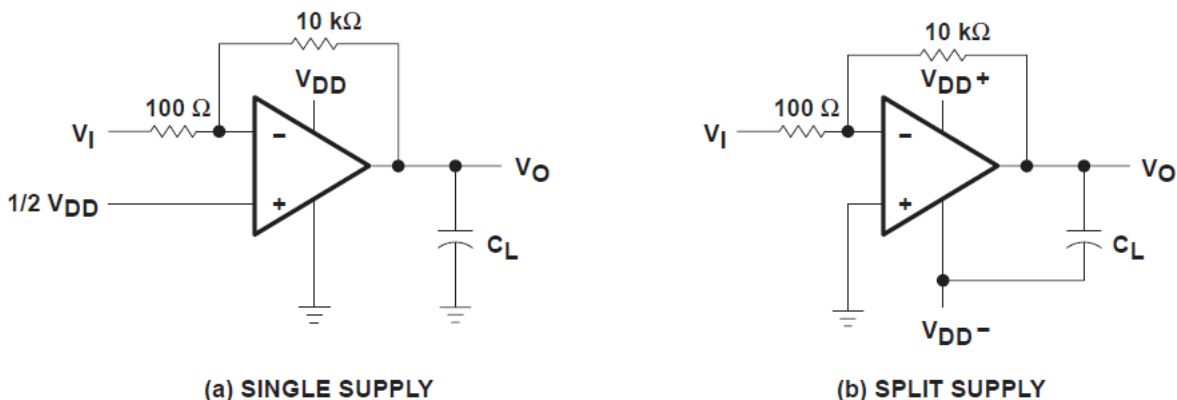 10 kΩ
VDD
100 Ω
VI
−
+
1/2 VDD
VO
CL
(a) SINGLE SUPPLY
10 kΩ
VDD+
100 Ω
VI
−
+
VO
CL
VDD−
(b) SPLIT SUPPLY